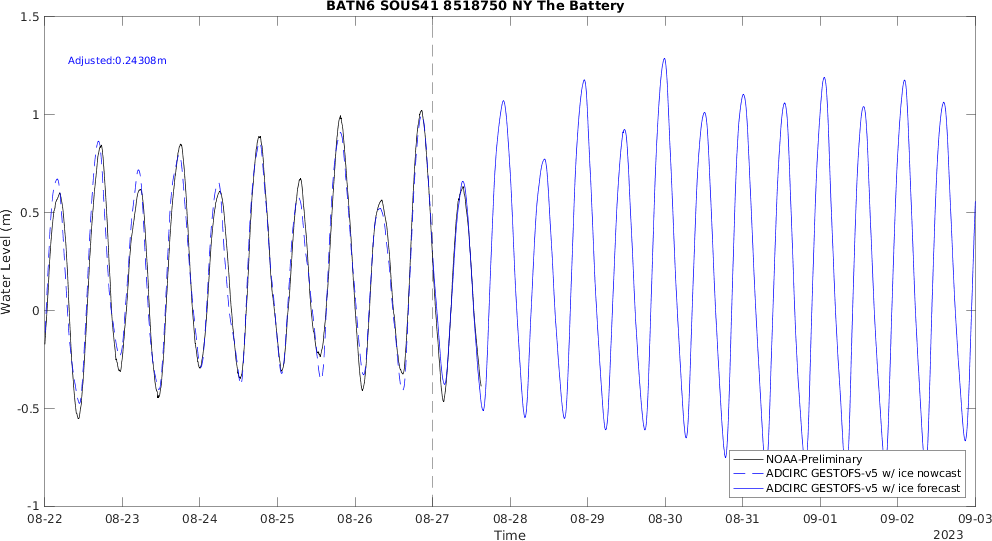 BATN6 SOUS41 8518750 NY The Battery
Adjusted:0.24308m
Water Level (m)
1.5
1
0.5
0
-0.5
-1
08-22 08-23 08-24 08-25 08-26 08-27 08-28 08-29 08-30 08-31 09-01 09-02 09-03
Time
2023
NOAA-Preliminary
ADCIRC GESTOFS-v5 w/ ice nowcast
ADCIRC GESTOFS-v5 w/ ice forecast